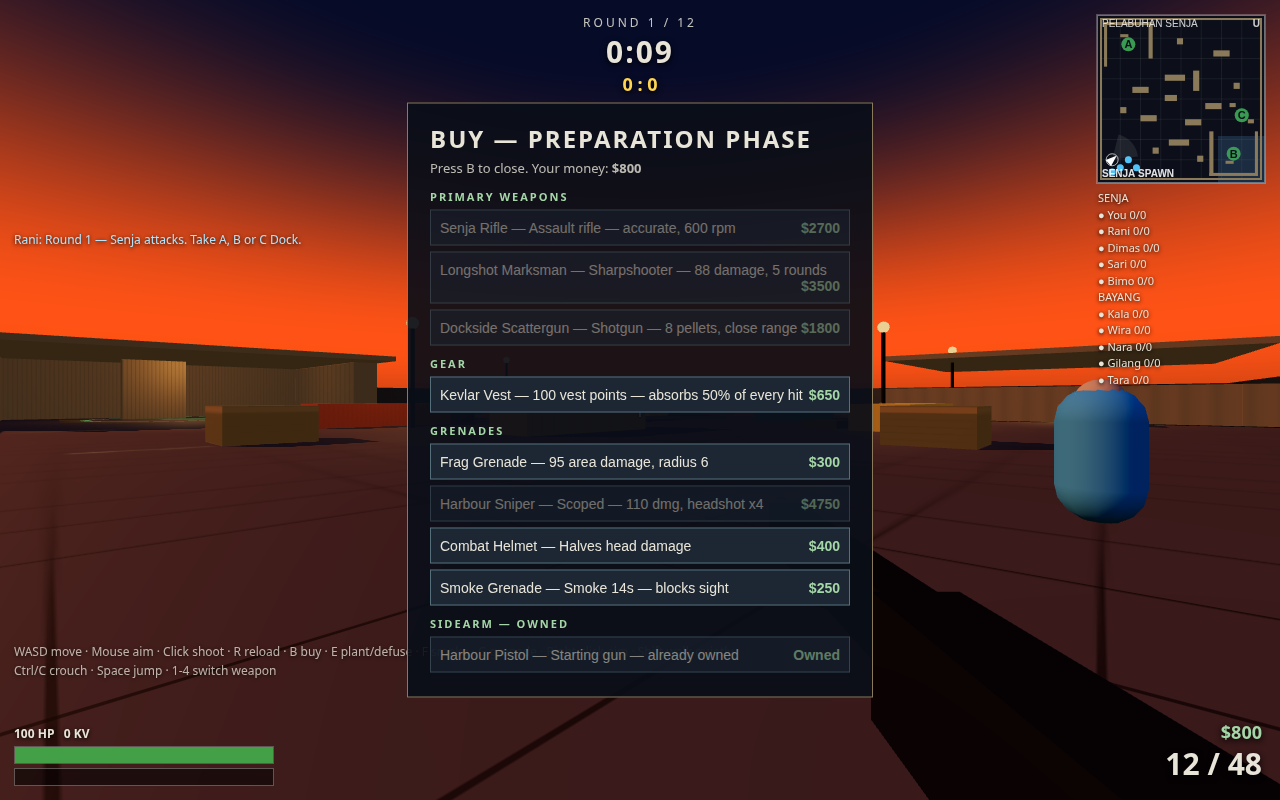 ROUND 1 / 12
0:09
0 : 0
PELABUHAN SENJA U
A
C
B
SENJA SPAWN
BUY — PREPARATION PHASE
Press B to close. Your money: $800
PRIMARY WEAPONS
Senja Rifle — Assault rifle — accurate, 600 rpm $2700
Longshot Marksman — Sharpshooter — 88 damage, 5 rounds
$3500
Dockside Scattergun — Shotgun — 8 pellets, close range $1800
GEAR
Kevlar Vest — 100 vest points — absorbs 50% of every hit $650
GRENADES
Frag Grenade — 95 area damage, radius 6 $300
Harbour Sniper — Scoped — 110 dmg, headshot x4 $4750
Combat Helmet — Halves head damage $400
Smoke Grenade — Smoke 14s — blocks sight $250
SIDEARM — OWNED
Harbour Pistol — Starting gun — already owned Owned
SENJA
● You 0/0
● Rani 0/0
● Dimas 0/0
● Sari 0/0
● Bimo 0/0
BAYANG
● Kala 0/0
● Wira 0/0
● Nara 0/0
● Gilang 0/0
● Tara 0/0
Rani: Round 1 — Senja attacks. Take A, B or C Dock.
WASD move · Mouse aim · Click shoot · R reload · B buy · E plant/defuse
Ctrl/C crouch · Space jump · 1-4 switch weapon
100 HP 0 KV
$800
12 / 48